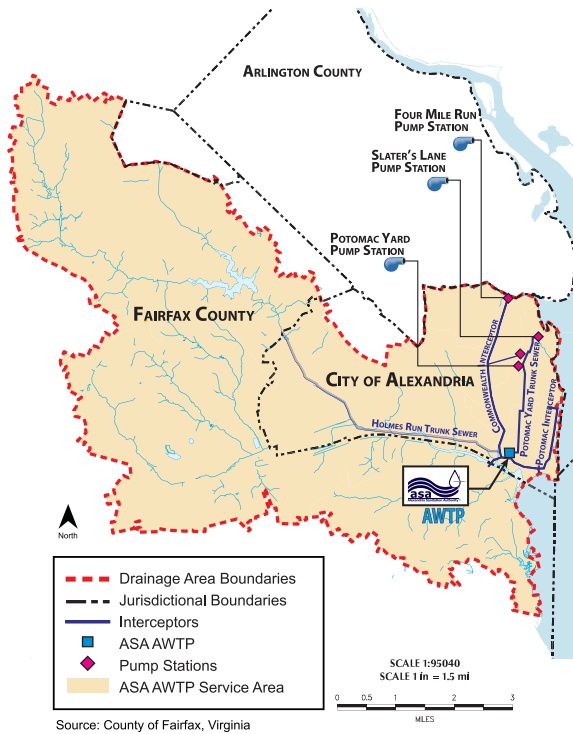 ARLINGTON COUNTY
FOUR MILE RUN
PUMP STATION
SLATER'S LANE
PUMP STATION
POTOMAC YARD
PUMP STATION
FAIRFAX COUNTY
CITY OF ALEXANDRIA
COMMONWEALTH INTERCEPTOR
POTOMAC YARD TRUNK SEWER
POTOMAC INTERCEPTOR
HOLMES RUN TRUNK SEWER
asa
Alexandria Sanitation Authority
AWTP
North
Drainage Area Boundaries
Jurisdictional Boundaries
Interceptors
ASA AWTP
Pump Stations
ASA AWTP Service Area
SCALE 1:95040
SCALE 1 in = 1.5 mi
0 0.5 1 2 3
MILES
Source: County of Fairfax, Virginia